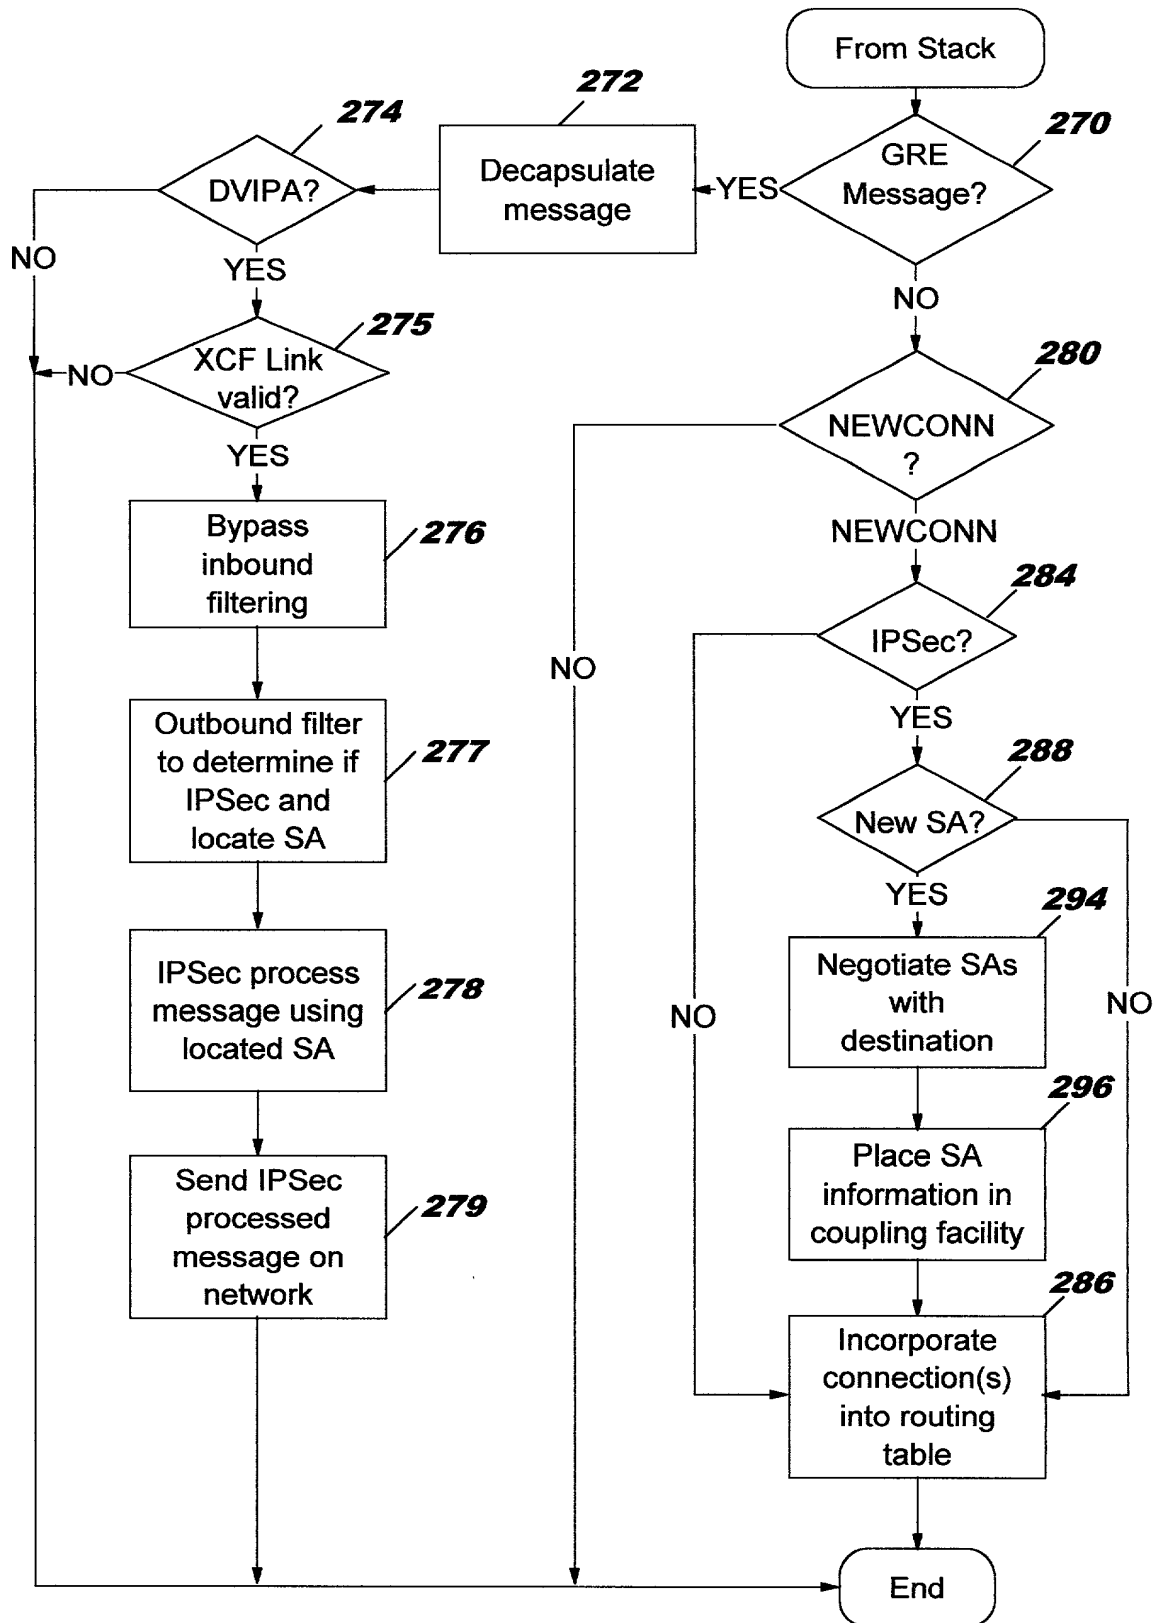 From Stack
270
GRE
Message?
YES
272
Decapsulate
message
274
DVIPA?
NO
YES
275
XCF Link
valid?
NO
YES
276
Bypass
inbound
filtering
277
Outbound filter
to determine if
IPSec and
locate SA
278
IPSec process
message using
located SA
279
Send IPSec
processed
message on
network
NO
280
NEWCONN
?
NO
NEWCONN
284
IPSec?
NO
YES
288
New SA?
NO
YES
294
Negotiate SAs
with
destination
296
Place SA
information in
coupling facility
286
Incorporate
connection(s)
into routing
table
End